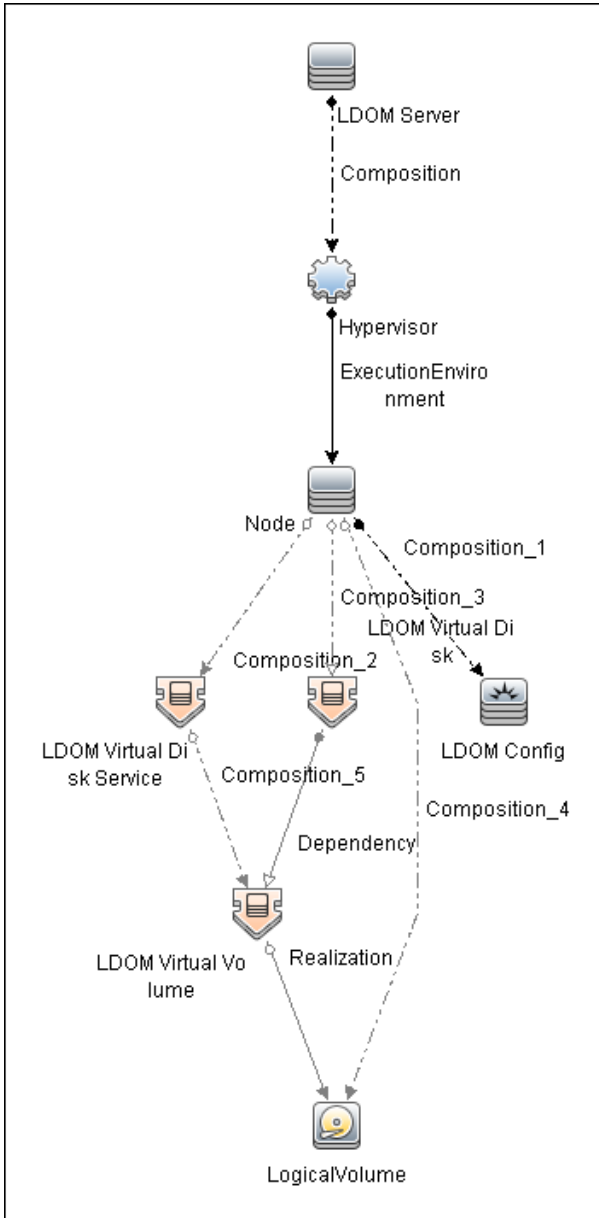 LDOM Server
Composition
Hypervisor
ExecutionEnviro
nment
Node
Composition_1
Composition_3
LDOM Virtual Di
sk
Composition_2
LDOM Virtual Di
sk Service
LDOM Config
Composition_5
Composition_4
Dependency
LDOM Virtual Vo
lume
Realization
LogicalVolume